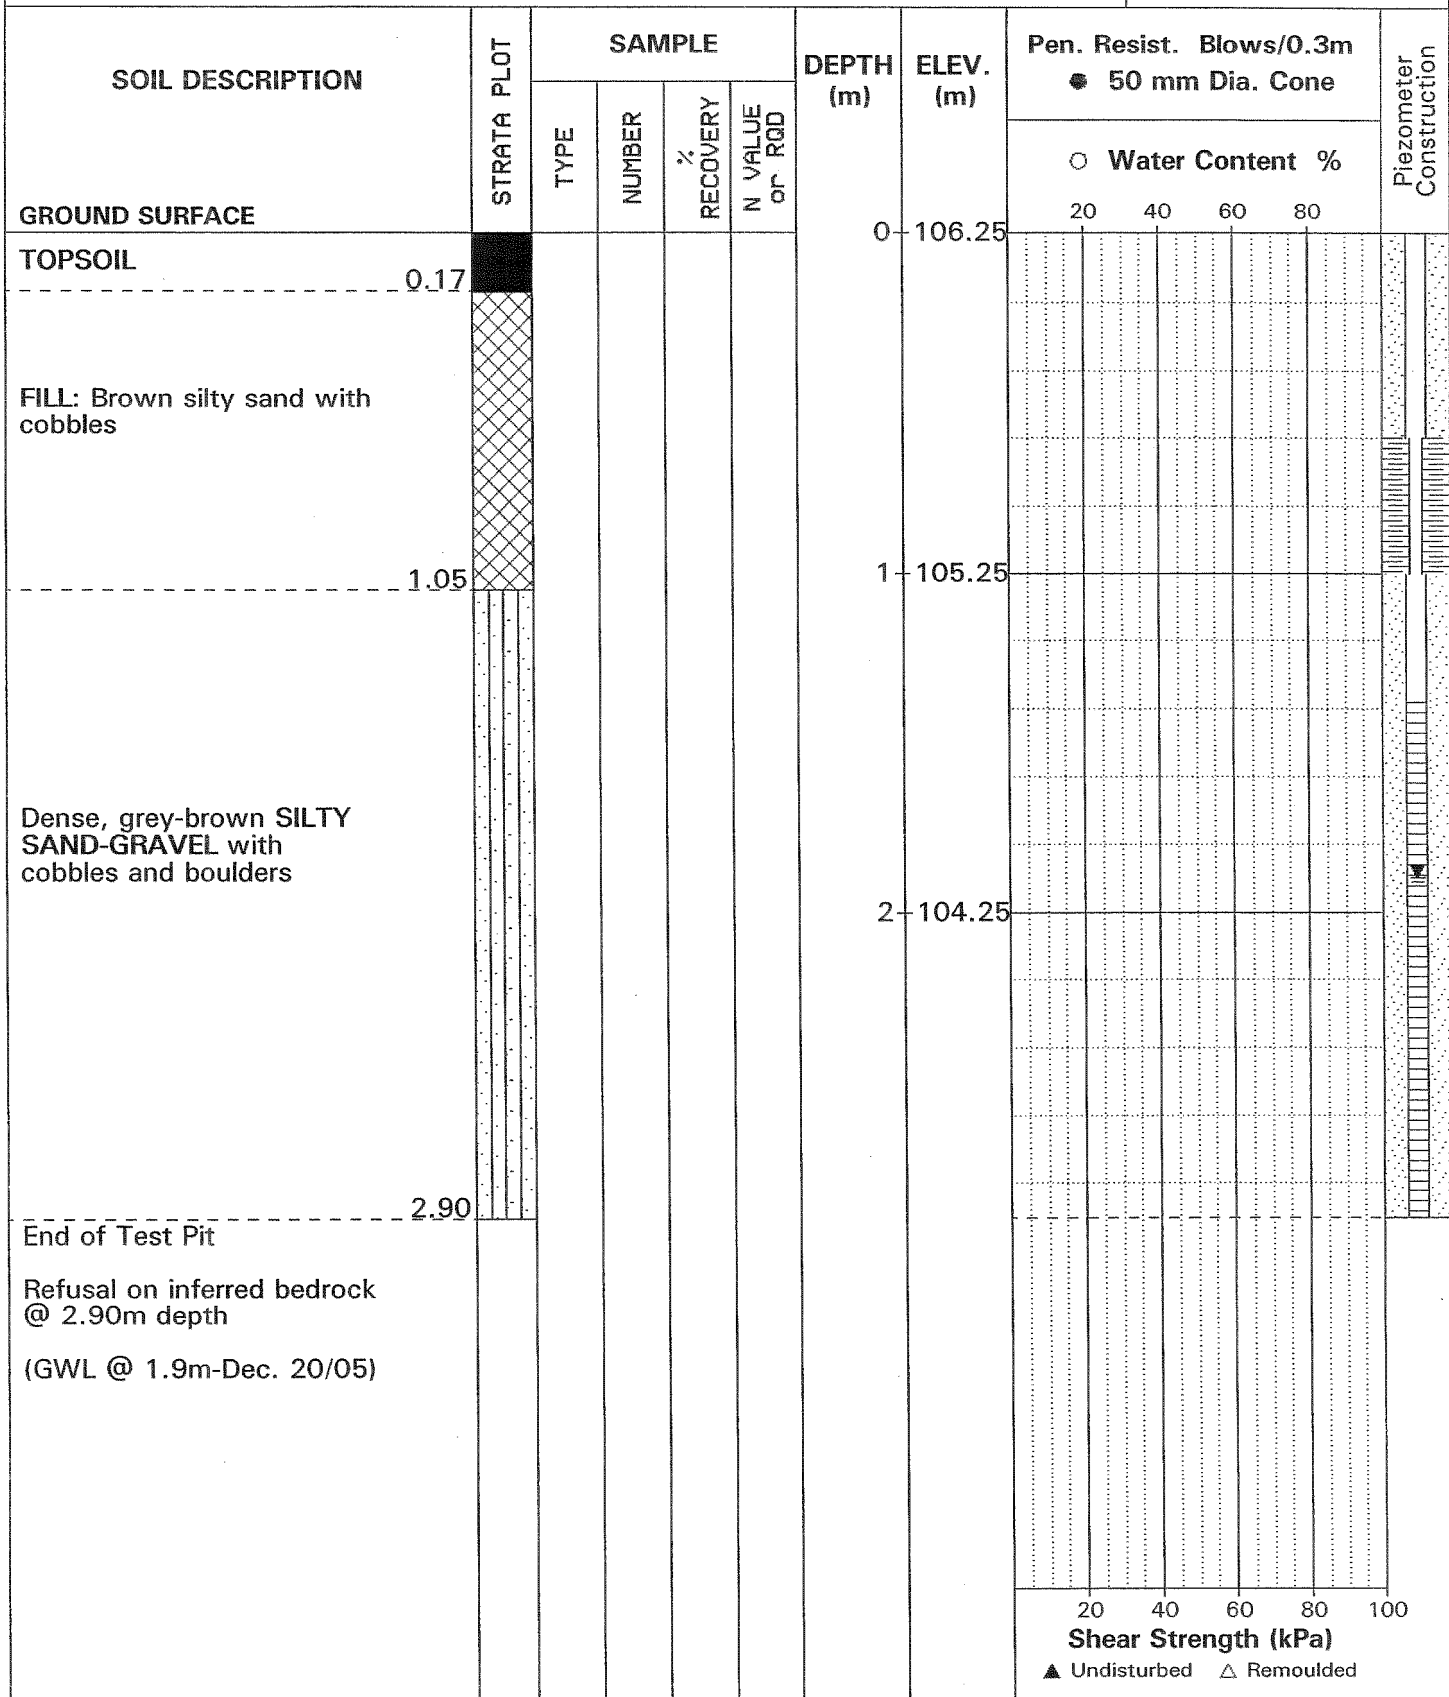 SOIL DESCRIPTION
GROUND SURFACE
STRATA PLOT
SAMPLE
TYPE
NUMBER
%
RECOVERY
N VALUE
or RQD
DEPTH
(m)
ELEV.
(m)
Pen. Resist. Blows/0.3m
● 50 mm Dia. Cone
○ Water Content %
20 40 60 80
Piezometer
Construction
0 106.25
TOPSOIL
0.17
FILL: Brown silty sand with
cobbles
1.05
1 105.25
Dense, grey-brown SILTY
SAND-GRAVEL with
cobbles and boulders
2 104.25
2.90
End of Test Pit
Refusal on inferred bedrock
@ 2.90m depth
(GWL @ 1.9m-Dec. 20/05)
20 40 60 80 100
Shear Strength (kPa)
▲ Undisturbed △ Remoulded